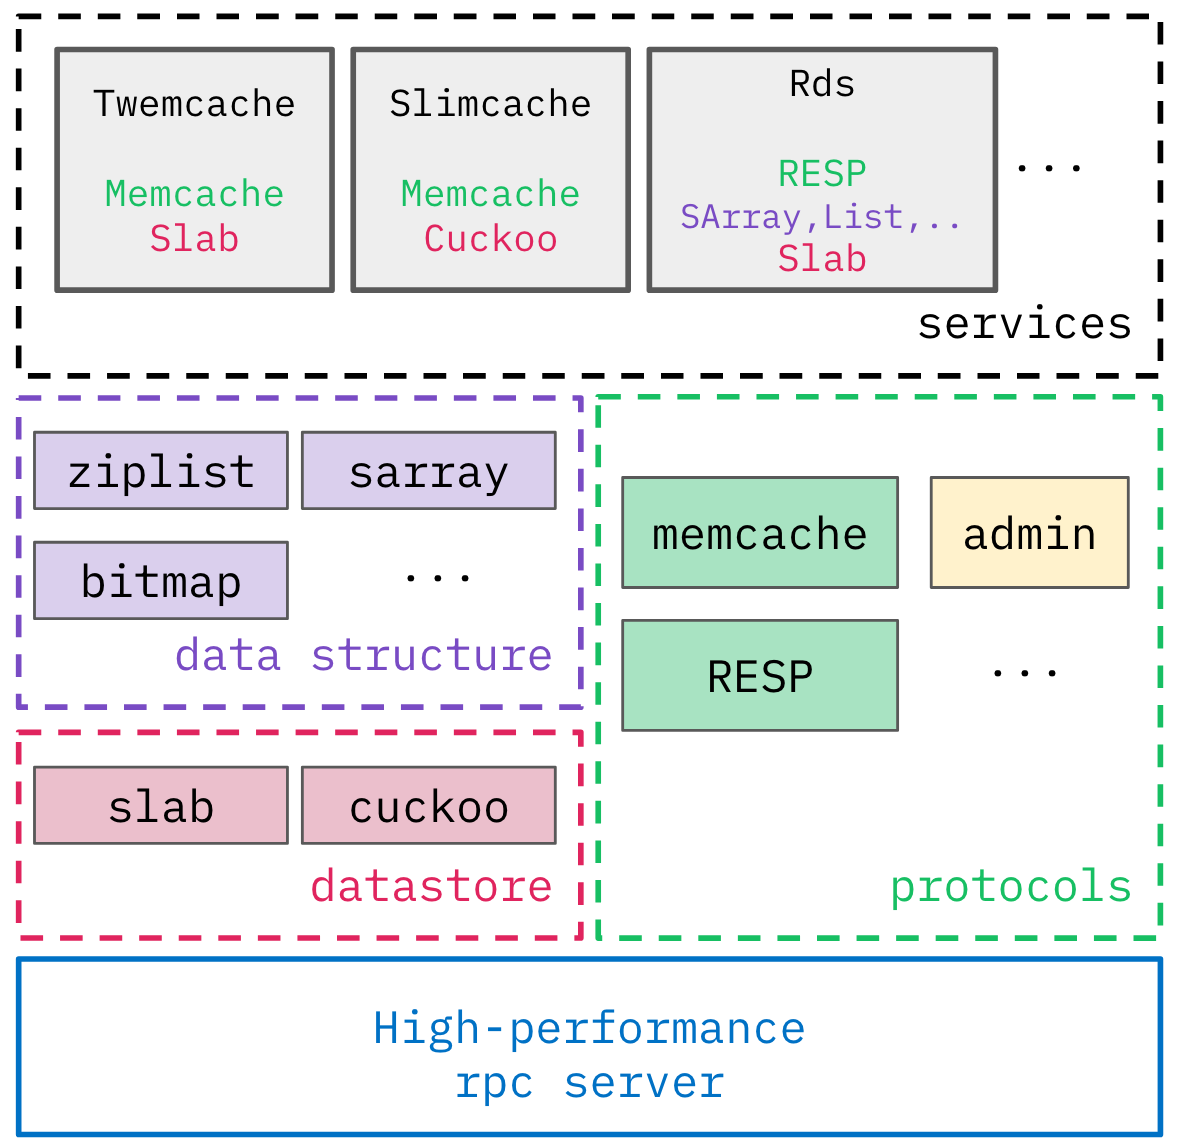 Twemcache
Memcache
Slab
Slimcache
Memcache
Cuckoo
Rds
RESP
SArray,List,..
Slab
...
services
ziplist
sarray
bitmap
...
data structure
slab
cuckoo
datastore
memcache
admin
RESP
...
protocols
High-performance
rpc server